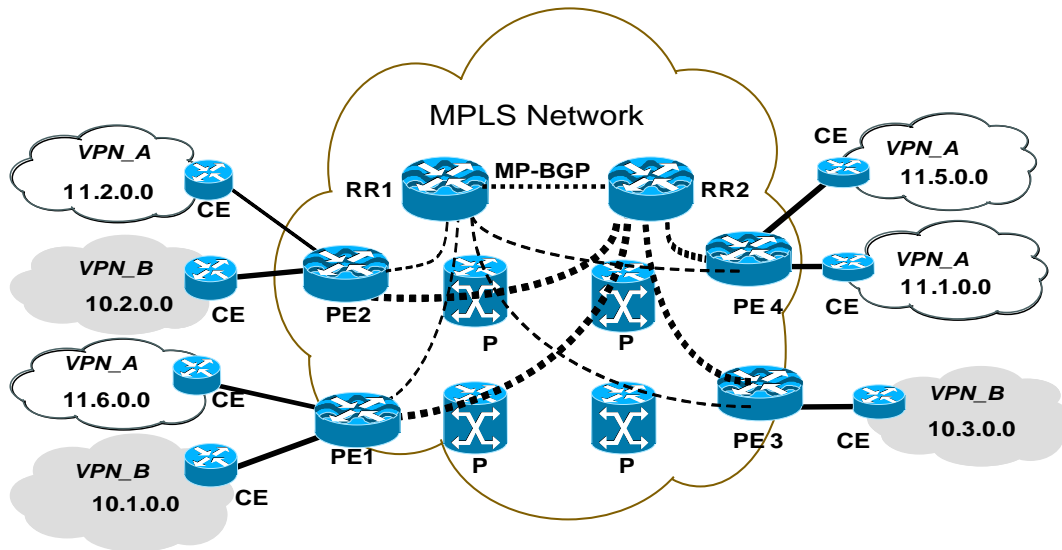 MPLS Network
CE
VPN_A
11.5.0.0
VPN_A
11.2.0.0
CE
RR1
MP-BGP
RR2
VPN_A
11.1.0.0
CE
VPN_B
10.2.0.0
CE
PE2
PE 4
P
P
VPN_A
11.6.0.0
CE
VPN_B
10.3.0.0
CE
PE1
PE 3
P
P
VPN_B
10.1.0.0
CE